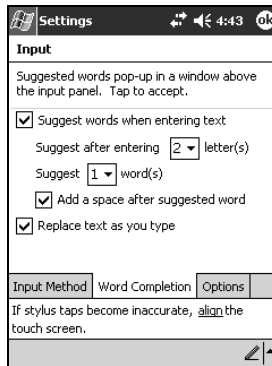 Settings 4:43 ok
Input
Suggested words pop-up in a window above
the input panel. Tap to accept.
Suggest words when entering text
Suggest after entering 2 letter(s)
Suggest 1 word(s)
Add a space after suggested word
Replace text as you type
Input Method Word Completion Options
If stylus taps become inaccurate, align the
touch screen.